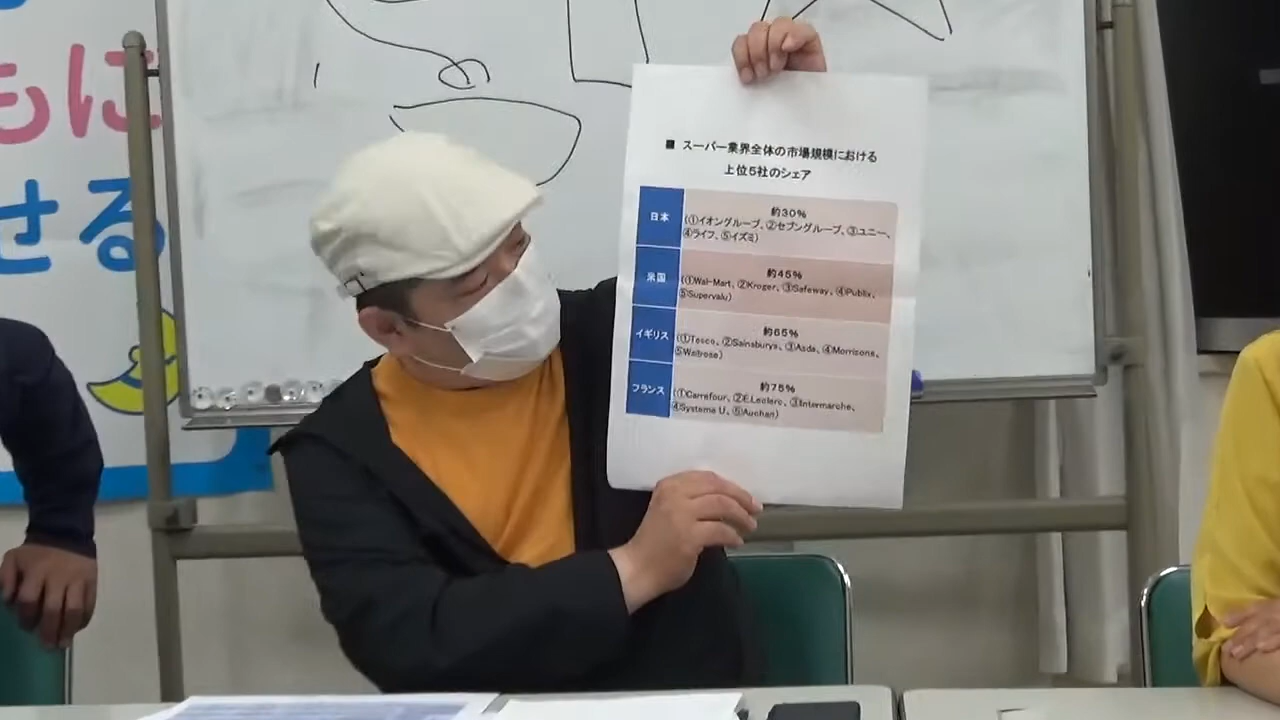 もに
せる
■ スーパー業界全体の市場規模における
上位5社のシェア
日本
約30%
(①イオングループ、②セブングループ、③ユニー、
④ライフ、⑤イズミ)
米国
約45%
(①Wal-Mart、②Kroger、③Safeway、④Publix、
⑤Supervalu)
イギリス
約65%
(①Tesco、②Sainsburys、③Asda、④Morrisons、
⑤Waitrose)
フランス
約75%
(①Carrefour、②E.Leclerc、③Intermarche、
④Systeme U、⑤Auchan)